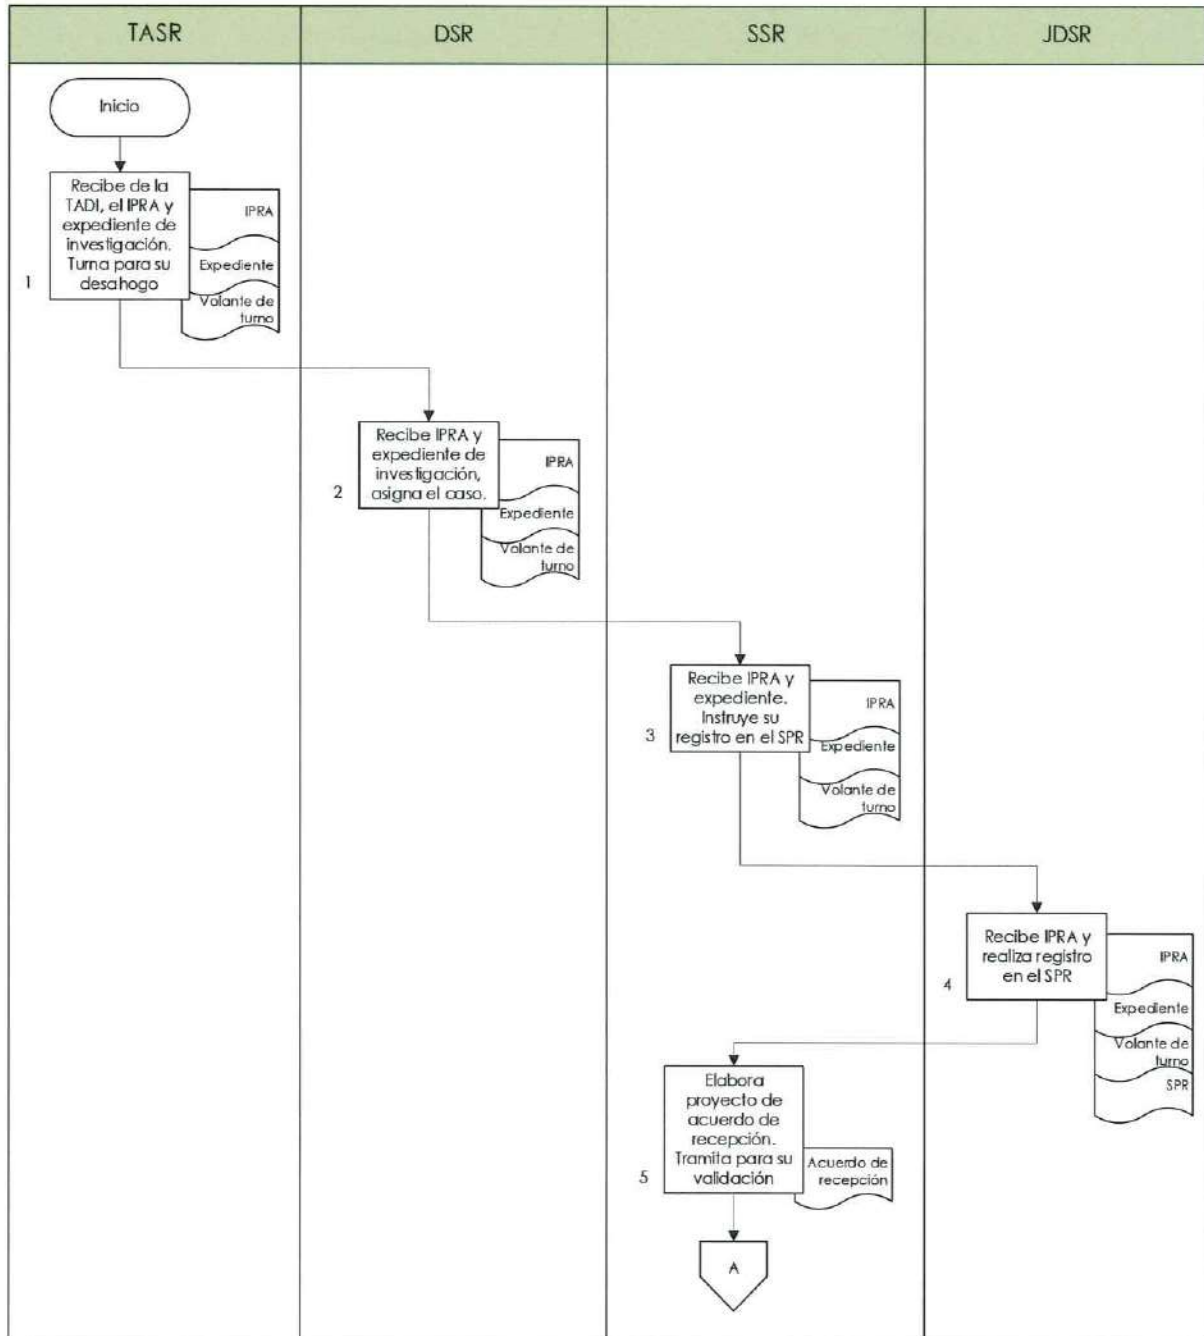 TASR
DSR
SSR
JDSR
Inicio
Recibe de la
TADI, el IPRA y
expediente de
investigación.
Turna para su
desahogo
1
IPRA
Expediente
Volante de
turno
Recibe IPRA y
expediente de
investigación,
asigna el caso.
2
IPRA
Expediente
Volante de
turno
Recibe IPRA y
expediente.
Instruye su
registro en el SPR
3
IPRA
Expediente
Volante de
turno
Recibe IPRA y
realiza registro
en el SPR
4
IPRA
Expediente
Volante de
turno
SPR
Elabora
proyecto de
acuerdo de
recepción.
Tramita para su
validación
5
Acuerdo de
recepción
A